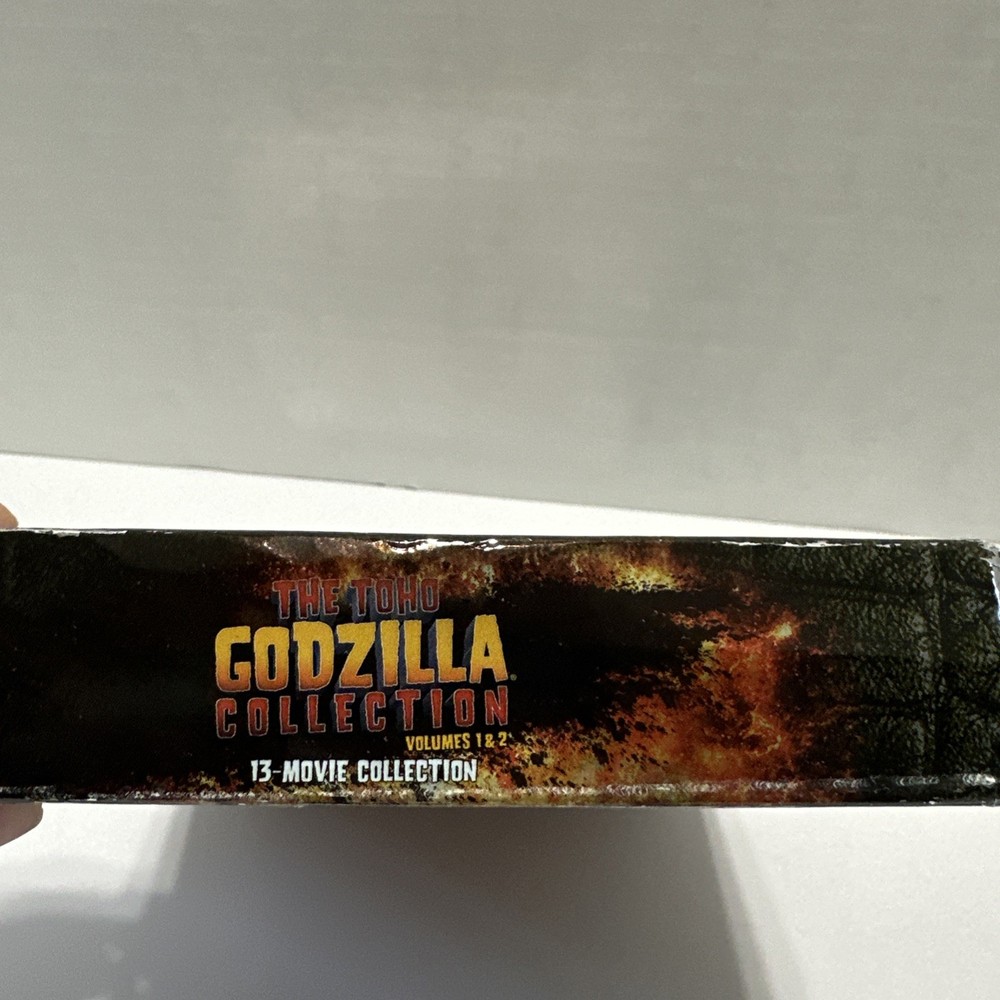 THE TOHO
GODZILLA®
COLLECTION
VOLUMES 1 & 2
13-MOVIE COLLECTION